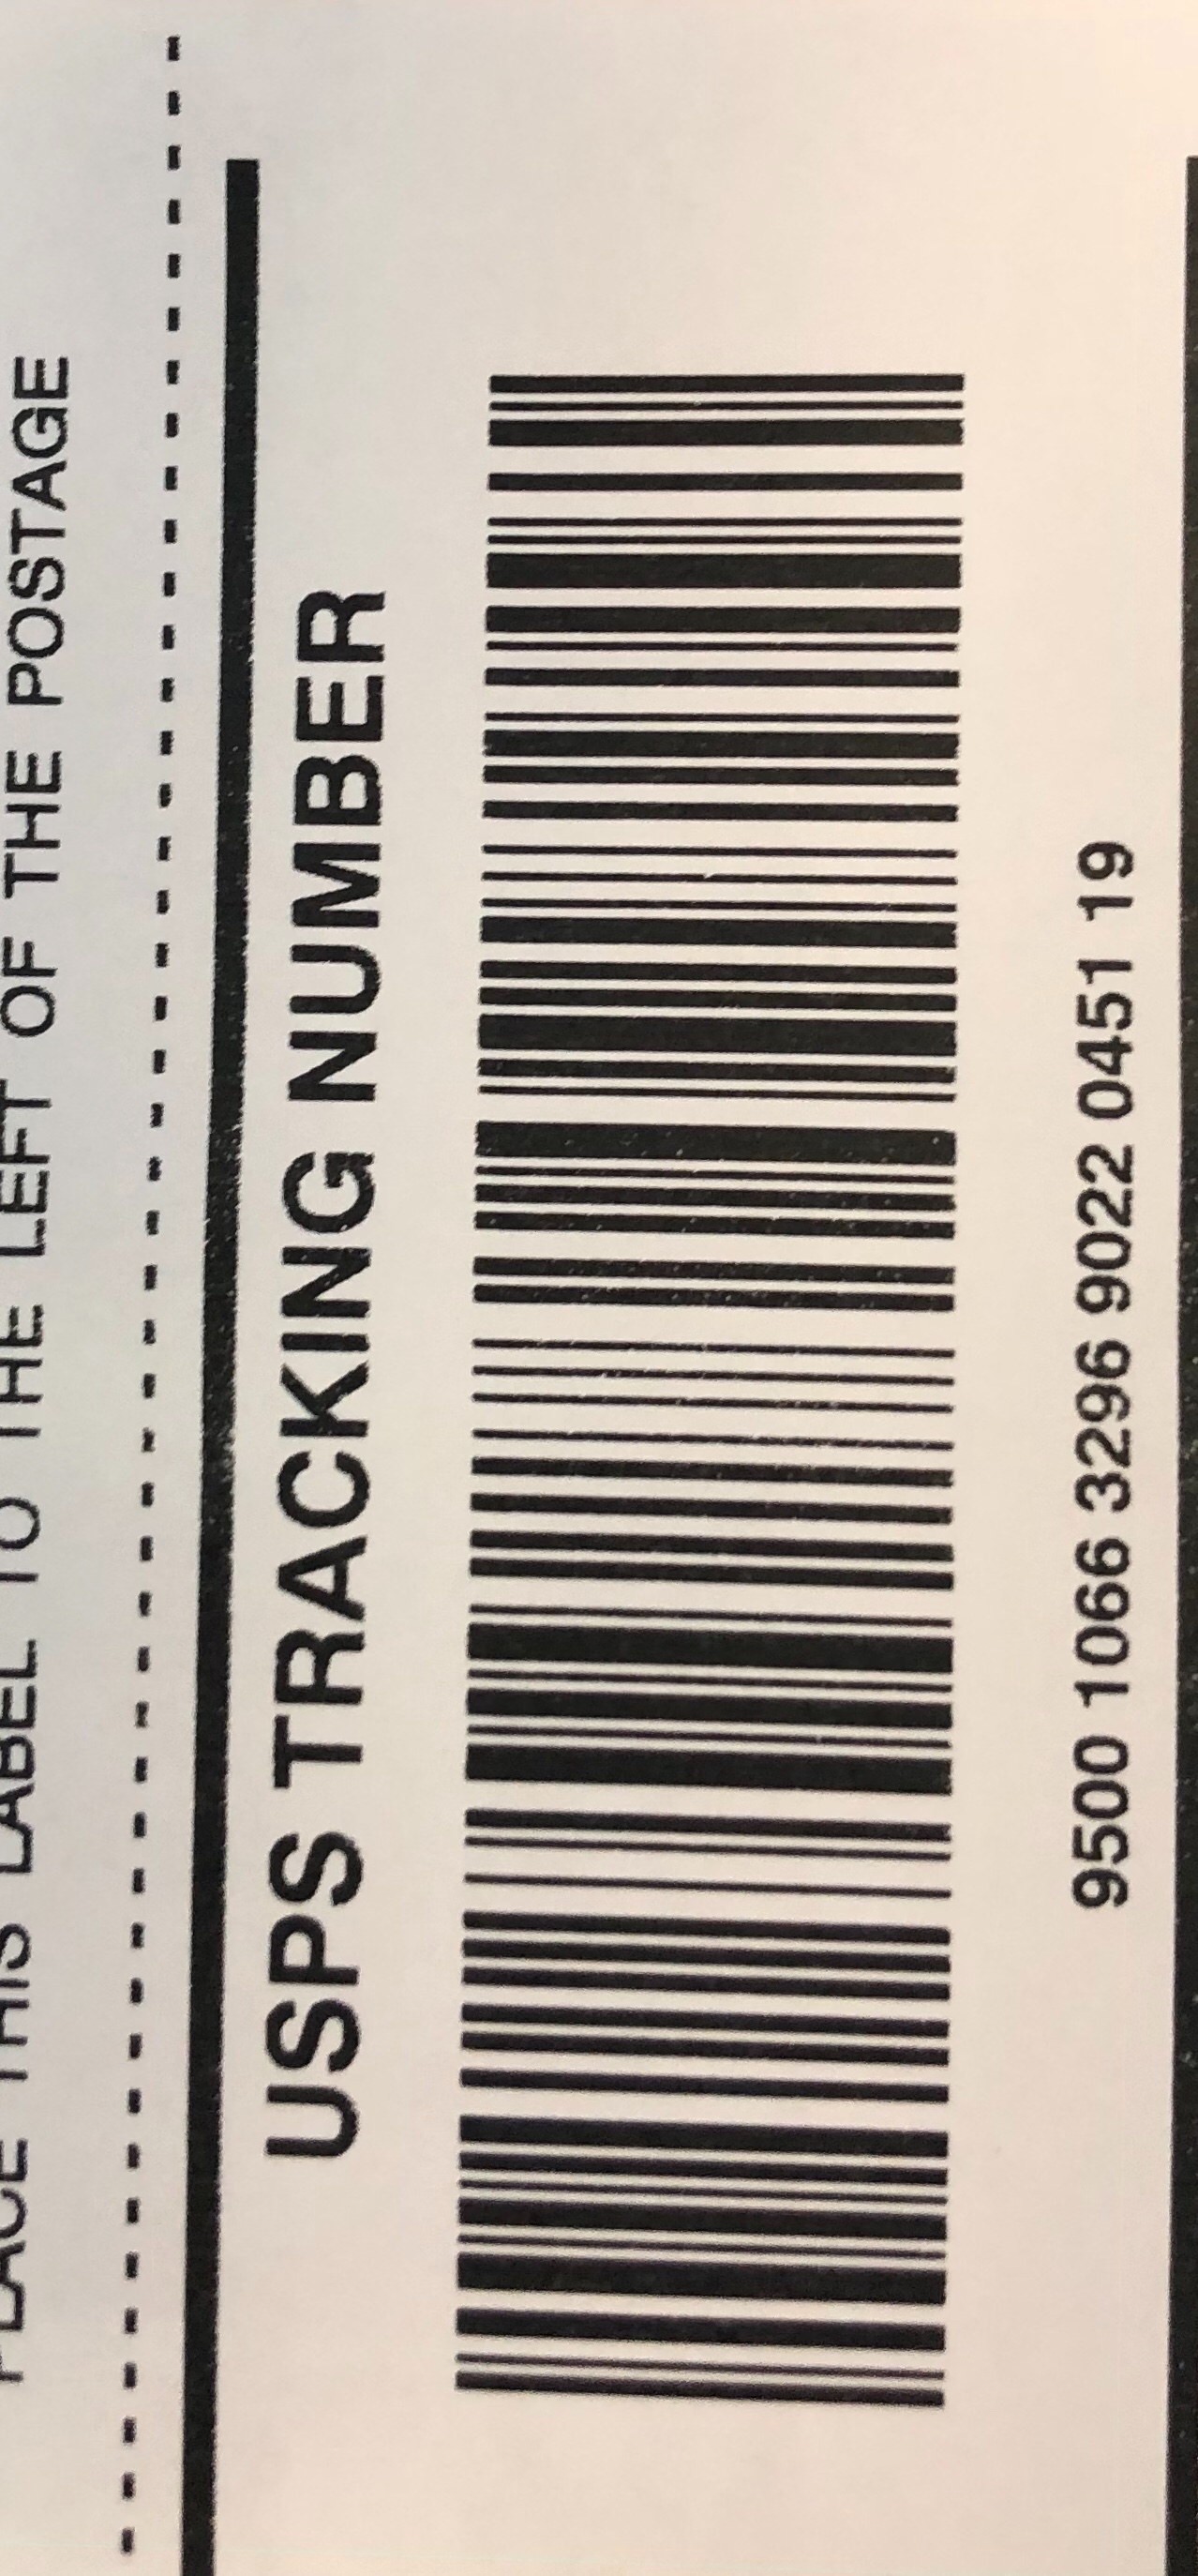 PLACE THIS LABEL TO THE LEFT OF THE POSTAGE
USPS TRACKING NUMBER
9500 1066 3296 9022 0451 19